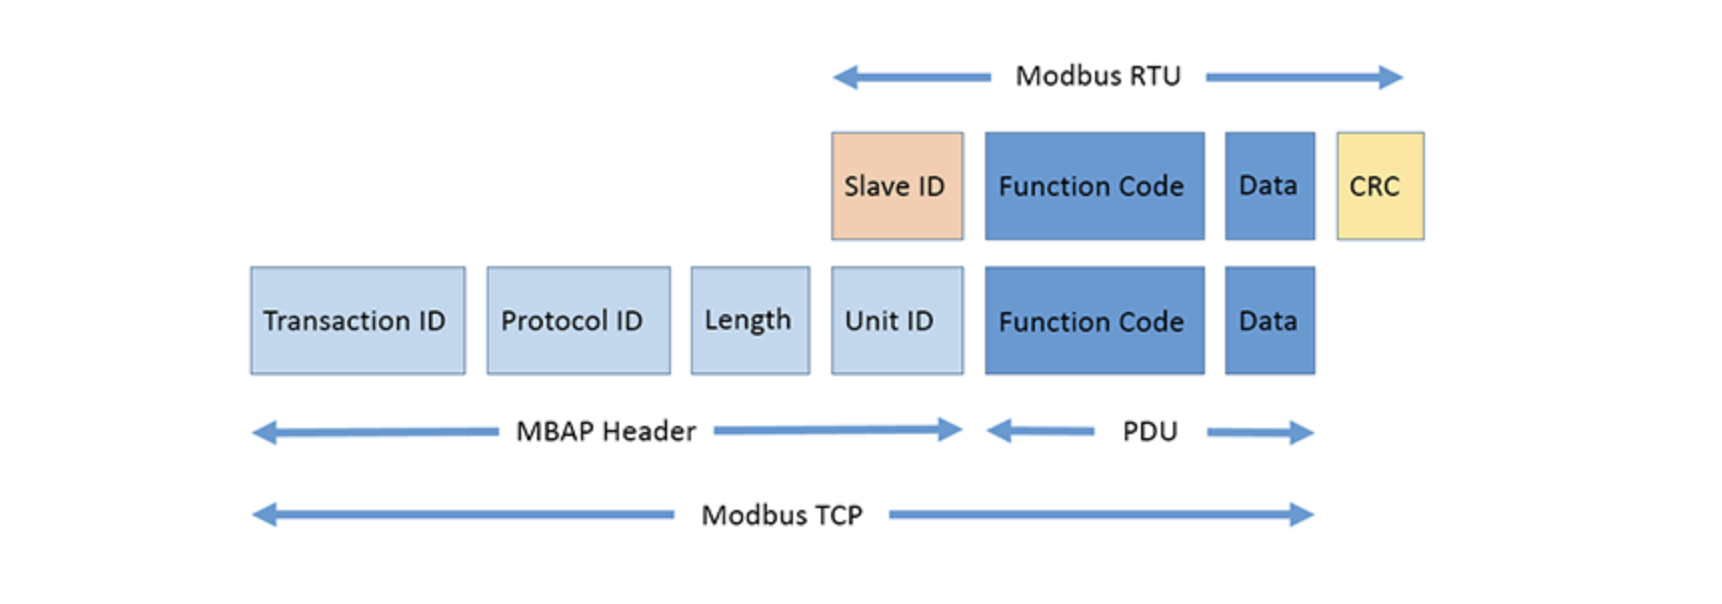 Modbus RTU
Slave ID Function Code Data CRC
Transaction ID Protocol ID Length Unit ID Function Code Data
MBAP Header PDU
Modbus TCP